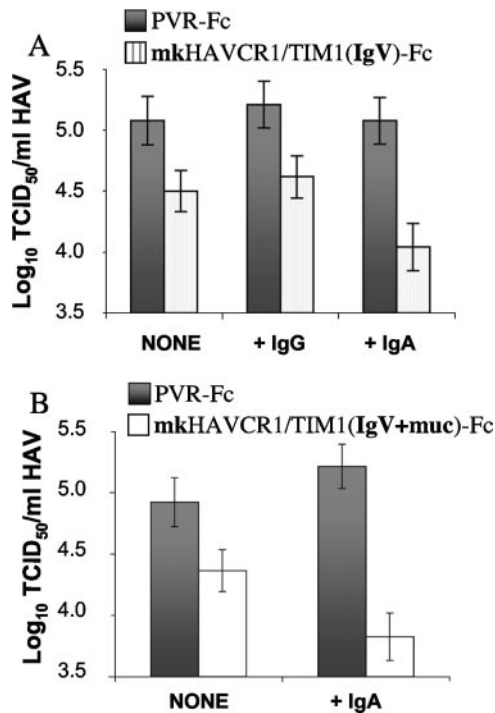 A
PVR-Fc
mkHAVCR1/TIM1(IgV)-Fc
Log10 TCID50/ml HAV
5.5
5.0
4.5
4.0
3.5
NONE + IgG + IgA
B
PVR-Fc
mkHAVCR1/TIM1(IgV+muc)-Fc
Log10 TCID50/ml HAV
5.5
5.0
4.5
4.0
3.5
NONE + IgA